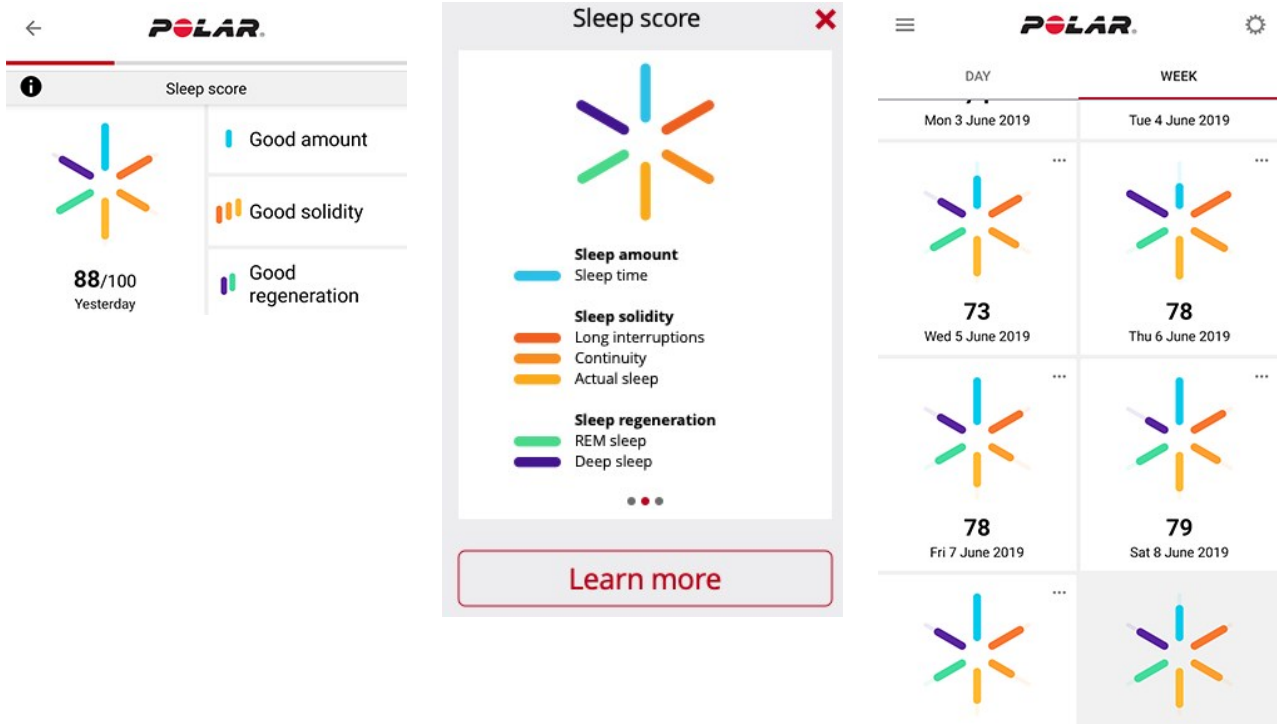 POLAR
Sleep score
Good amount
Good solidity
Good
regeneration
88/100
Yesterday
Sleep score
Sleep amount
Sleep time
Sleep solidity
Long interruptions
Continuity
Actual sleep
Sleep regeneration
REM sleep
Deep sleep
Learn more
POLAR
DAY WEEK
Mon 3 June 2019 Tue 4 June 2019
73 78
Wed 5 June 2019 Thu 6 June 2019
78 79
Fri 7 June 2019 Sat 8 June 2019